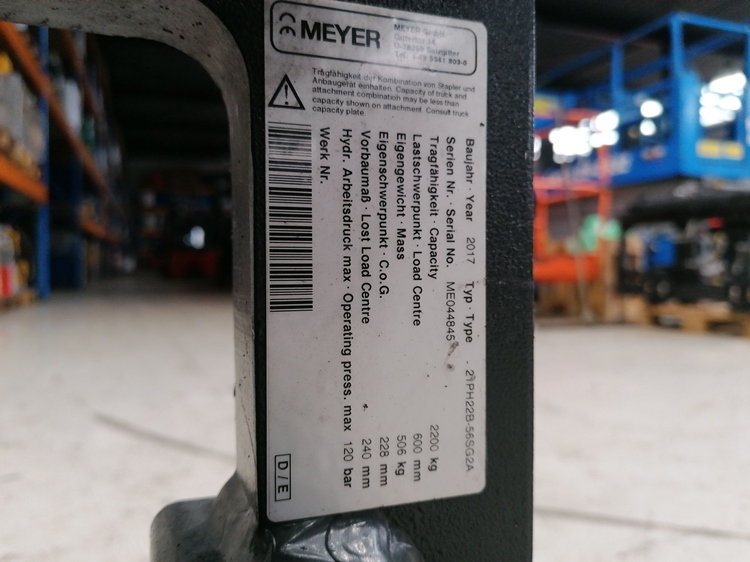 CE MEYER
MEYER GmbH
Tragfähigkeit der Kombination von Stapler und
Anbaugerät einhalten. Capacity of truck and
attachment combination may be less than
capacity shown on attachment. Consult truck
capacity plate
Baujahr · Year 2017 Typ · Type 21PH22B-56SG2A
Serien Nr. · Serial No. ME044845
Tragfähigkeit · Capacity 2200 kg
Lastschwerpunkt · Load Centre 600 mm
Eigengewicht · Mass 506 kg
Eigenschwerpunkt · C.o.G. 228 mm
Vorbaumaß · Lost Load Centre 240 mm
Hydr. Arbeitsdruck max · Operating press. max 120 bar
Werk Nr.
D / E